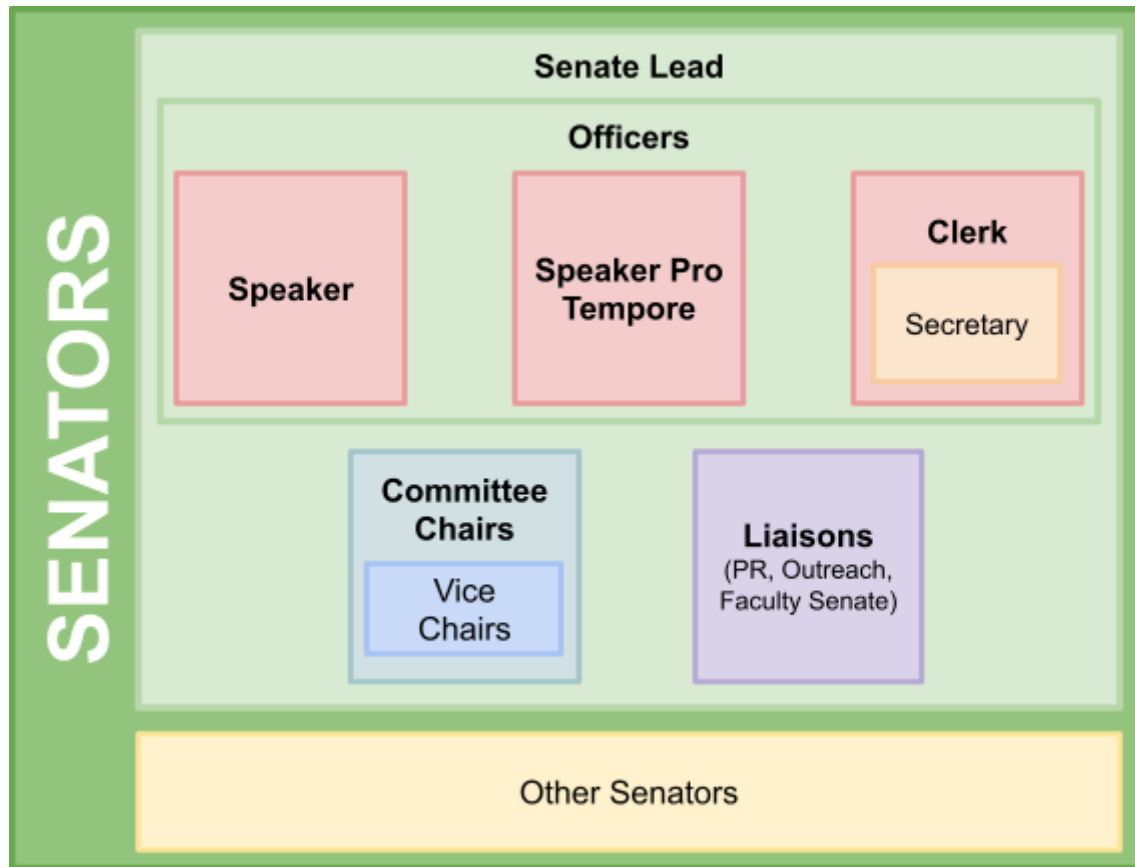 SENATORS
Senate Lead
Officers
Speaker
Speaker Pro
Tempore
Clerk
Secretary
Committee
Chairs
Vice
Chairs
Liaisons
(PR, Outreach,
Faculty Senate)
Other Senators